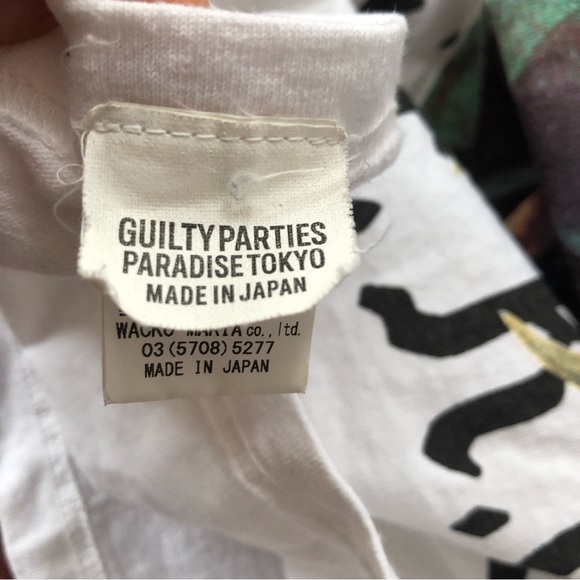 GUILTY PARTIES
PARADISE TOKYO
MADE IN JAPAN
WACKO MARIA co., ltd.
03 (5708) 5277
MADE IN JAPAN